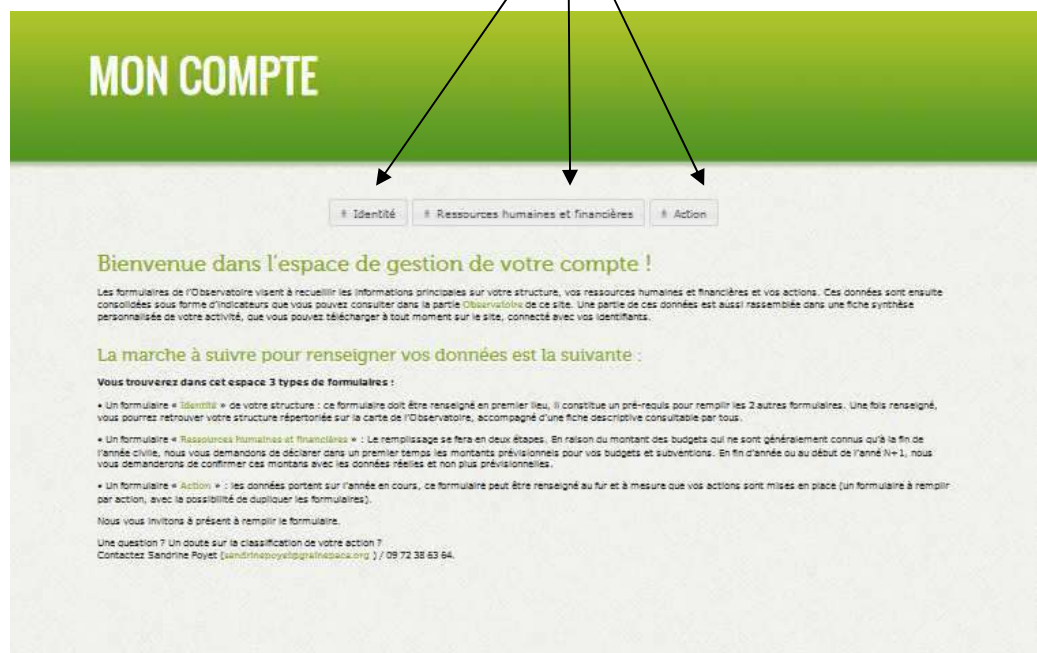 MON COMPTE
Identité
Ressources humaines et financières
Action
Bienvenue dans l'espace de gestion de votre compte !
Les formulaires de l'Observatoire visent à recueillir les informations principales sur votre structure, vos ressources humaines et financières et vos actions. Ces données sont ensuite
consolidées sous forme d'indicateurs que vous pouvez consulter dans la partie Observatoire de ce site. Une partie de ces données est aussi rassemblée dans une fiche synthèse
personnalisée de votre activité, que vous pouvez télécharger à tout moment sur le site, connecté avec vos identifiants.
La marche à suivre pour renseigner vos données est la suivante :
Vous trouverez dans cet espace 3 types de formulaires :
• Un formulaire « Identité » de votre structure : ce formulaire doit être renseigné en premier lieu, il constitue un pré-requis pour remplir les 2 autres formulaires. Une fois renseigné,
vous pourrez retrouver votre structure répertoriée sur la carte de l'Observatoire, accompagné d'une fiche descriptive consultable par tous.
• Un formulaire « Ressources humaines et financières » : Le remplissage se fera en deux étapes. En raison du montant des budgets qui ne sont généralement connus qu'à la fin de
l'année civile, nous vous demandons de déclarer dans un premier temps les montants prévisionnels pour vos budgets et subventions. En fin d'année ou au début de l'anné N+1, nous
vous demanderons de confirmer ces montans avec les données réelles et non plus prévisionnelles.
• Un formulaire « Action » : les données portent sur l'année en cours, ce formulaire peut être renseigné au fur et à mesure que vos actions sont mises en place (un formulaire à remplir
par action, avec la possibilité de dupliquer les formulaires).
Nous vous invitons à présent à remplir le formulaire.
Une question ? Un doute sur la classification de votre action ?
Contactez Sandrine Poyet (sandrinepoyet@grainepaca.org ) / 09 72 38 63 64.